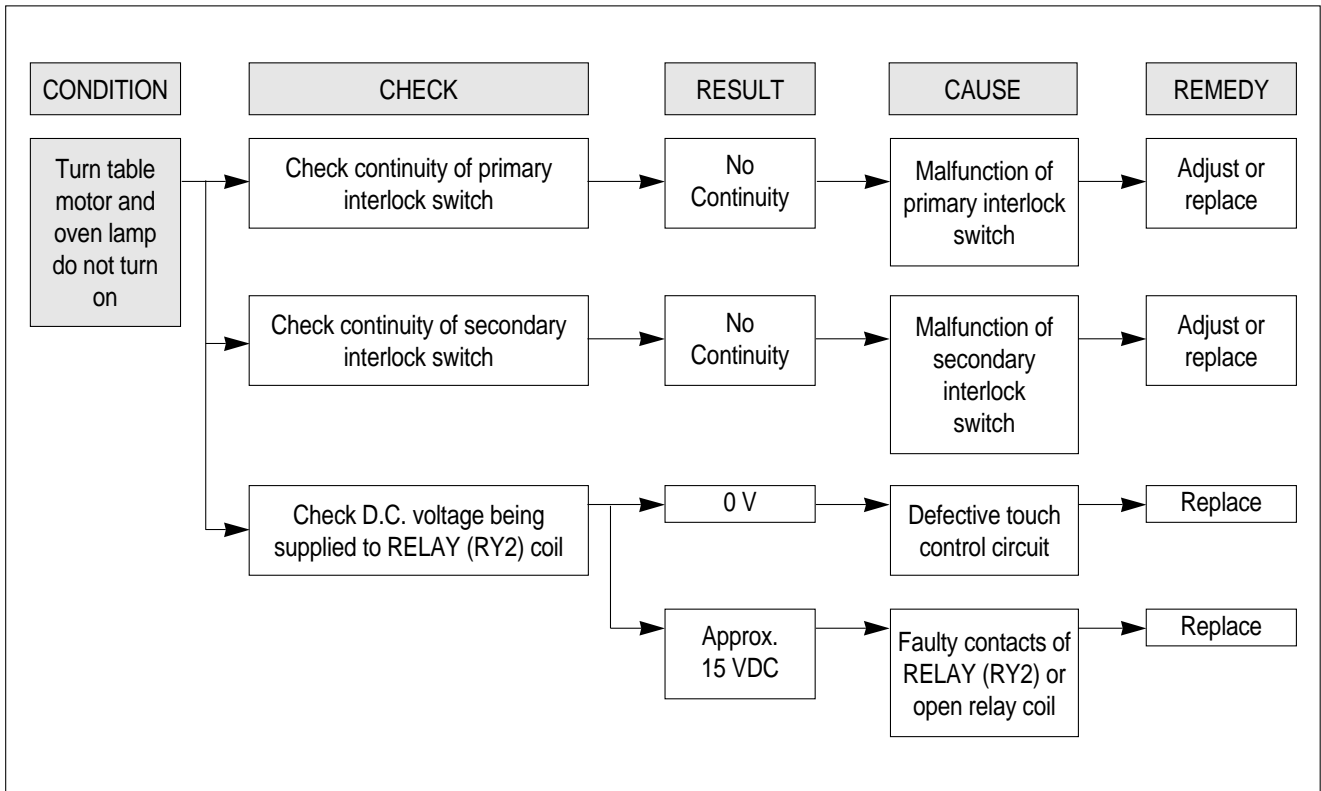 CONDITION
CHECK
RESULT
CAUSE
REMEDY
Turn table
motor and
oven lamp
do not turn
on
Check continuity of primary
interlock switch
No
Continuity
Malfunction of
primary interlock
switch
Adjust or
replace
Check continuity of secondary
interlock switch
No
Continuity
Malfunction of
secondary
interlock
switch
Adjust or
replace
Check D.C. voltage being
supplied to RELAY (RY2) coil
0 V
Defective touch
control circuit
Replace
Approx.
15 VDC
Faulty contacts of
RELAY (RY2) or
open relay coil
Replace